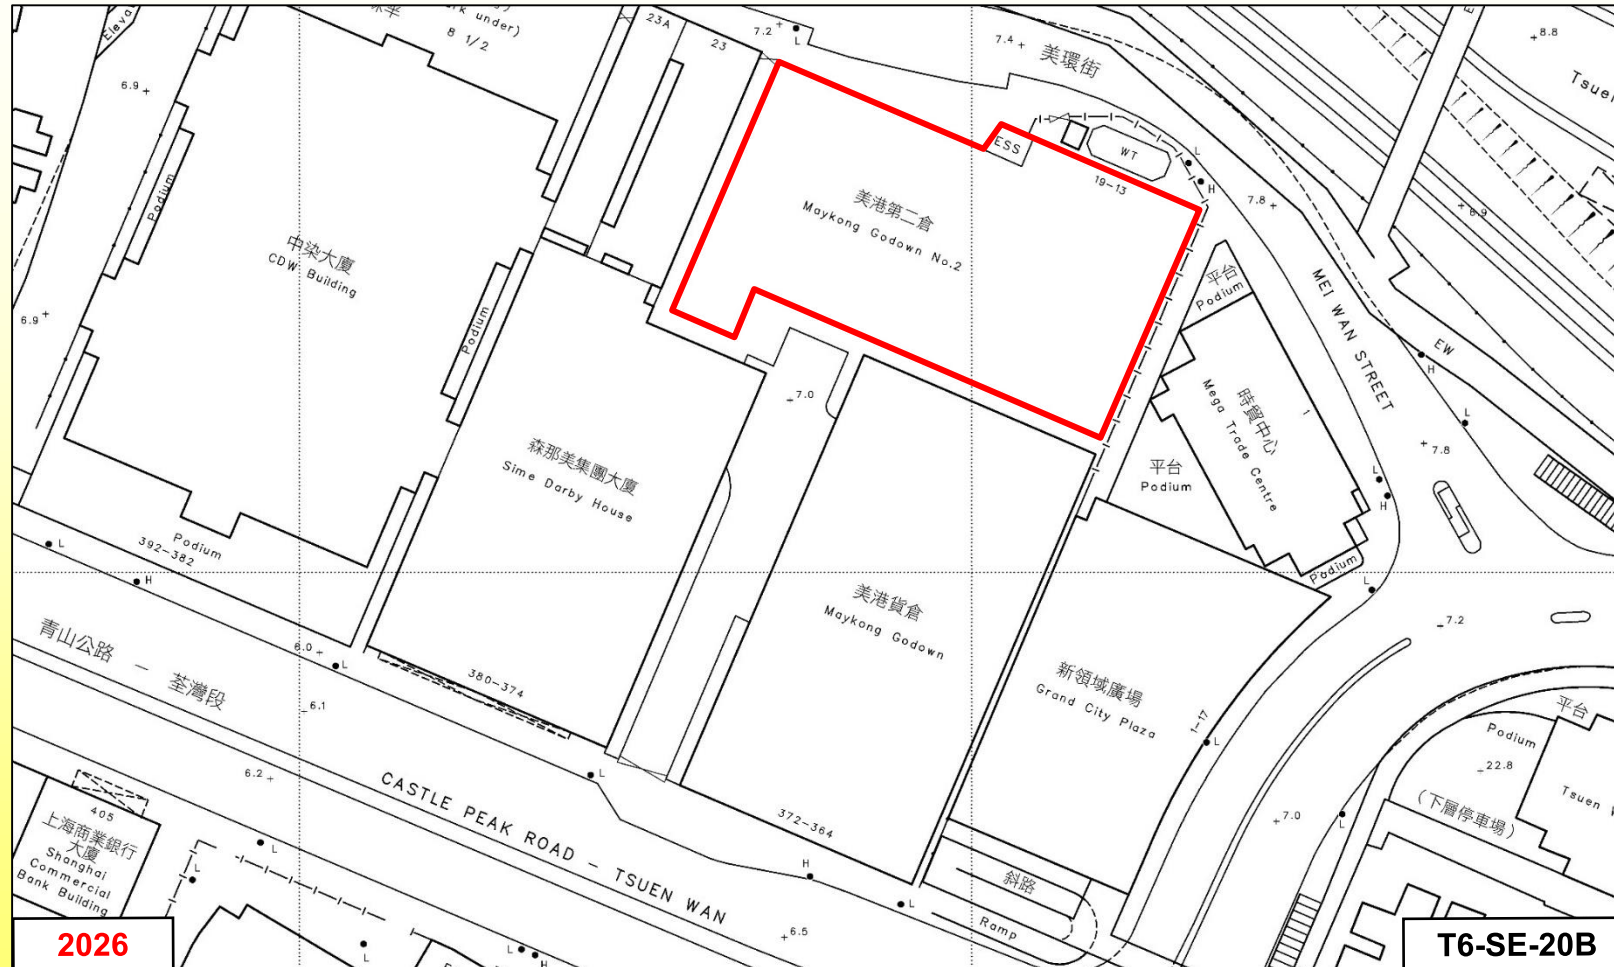 23A
23
7.2
L
7.4
美環街
8.8
rk under)
8 1/2
6.9
ESS
WT
19-13
L
H
7.8
6.9
Podium
中染大廈
CDW Building
美港第二倉
Maykong Godown No.2
平台
Podium
MEI WAN STREET
6.9
Podium
EW
H
7.0
時貿中心
Mega Trade Centre
1
L
7.8
森那美集團大廈
Sime Darby House
平台
Podium
L
H
Podium
392-382
L
H
Podium
L
美港貨倉
Maykong Godown
7.2
青山公路 — 荃灣段
6.0
L
380-374
6.1
新領域廣場
Grand City Plaza
1-17
L
平台
Podium
22.8
6.2
L
CASTLE PEAK ROAD - TSUEN WAN
372-364
7.0
L
(下層停車場)
Tsuen
405
上海商業銀行
大廈
Shanghai
Commercial
Bank Building
L
L
H
斜路
Ramp
L
6.5
L
L
H
2026
T6-SE-20B